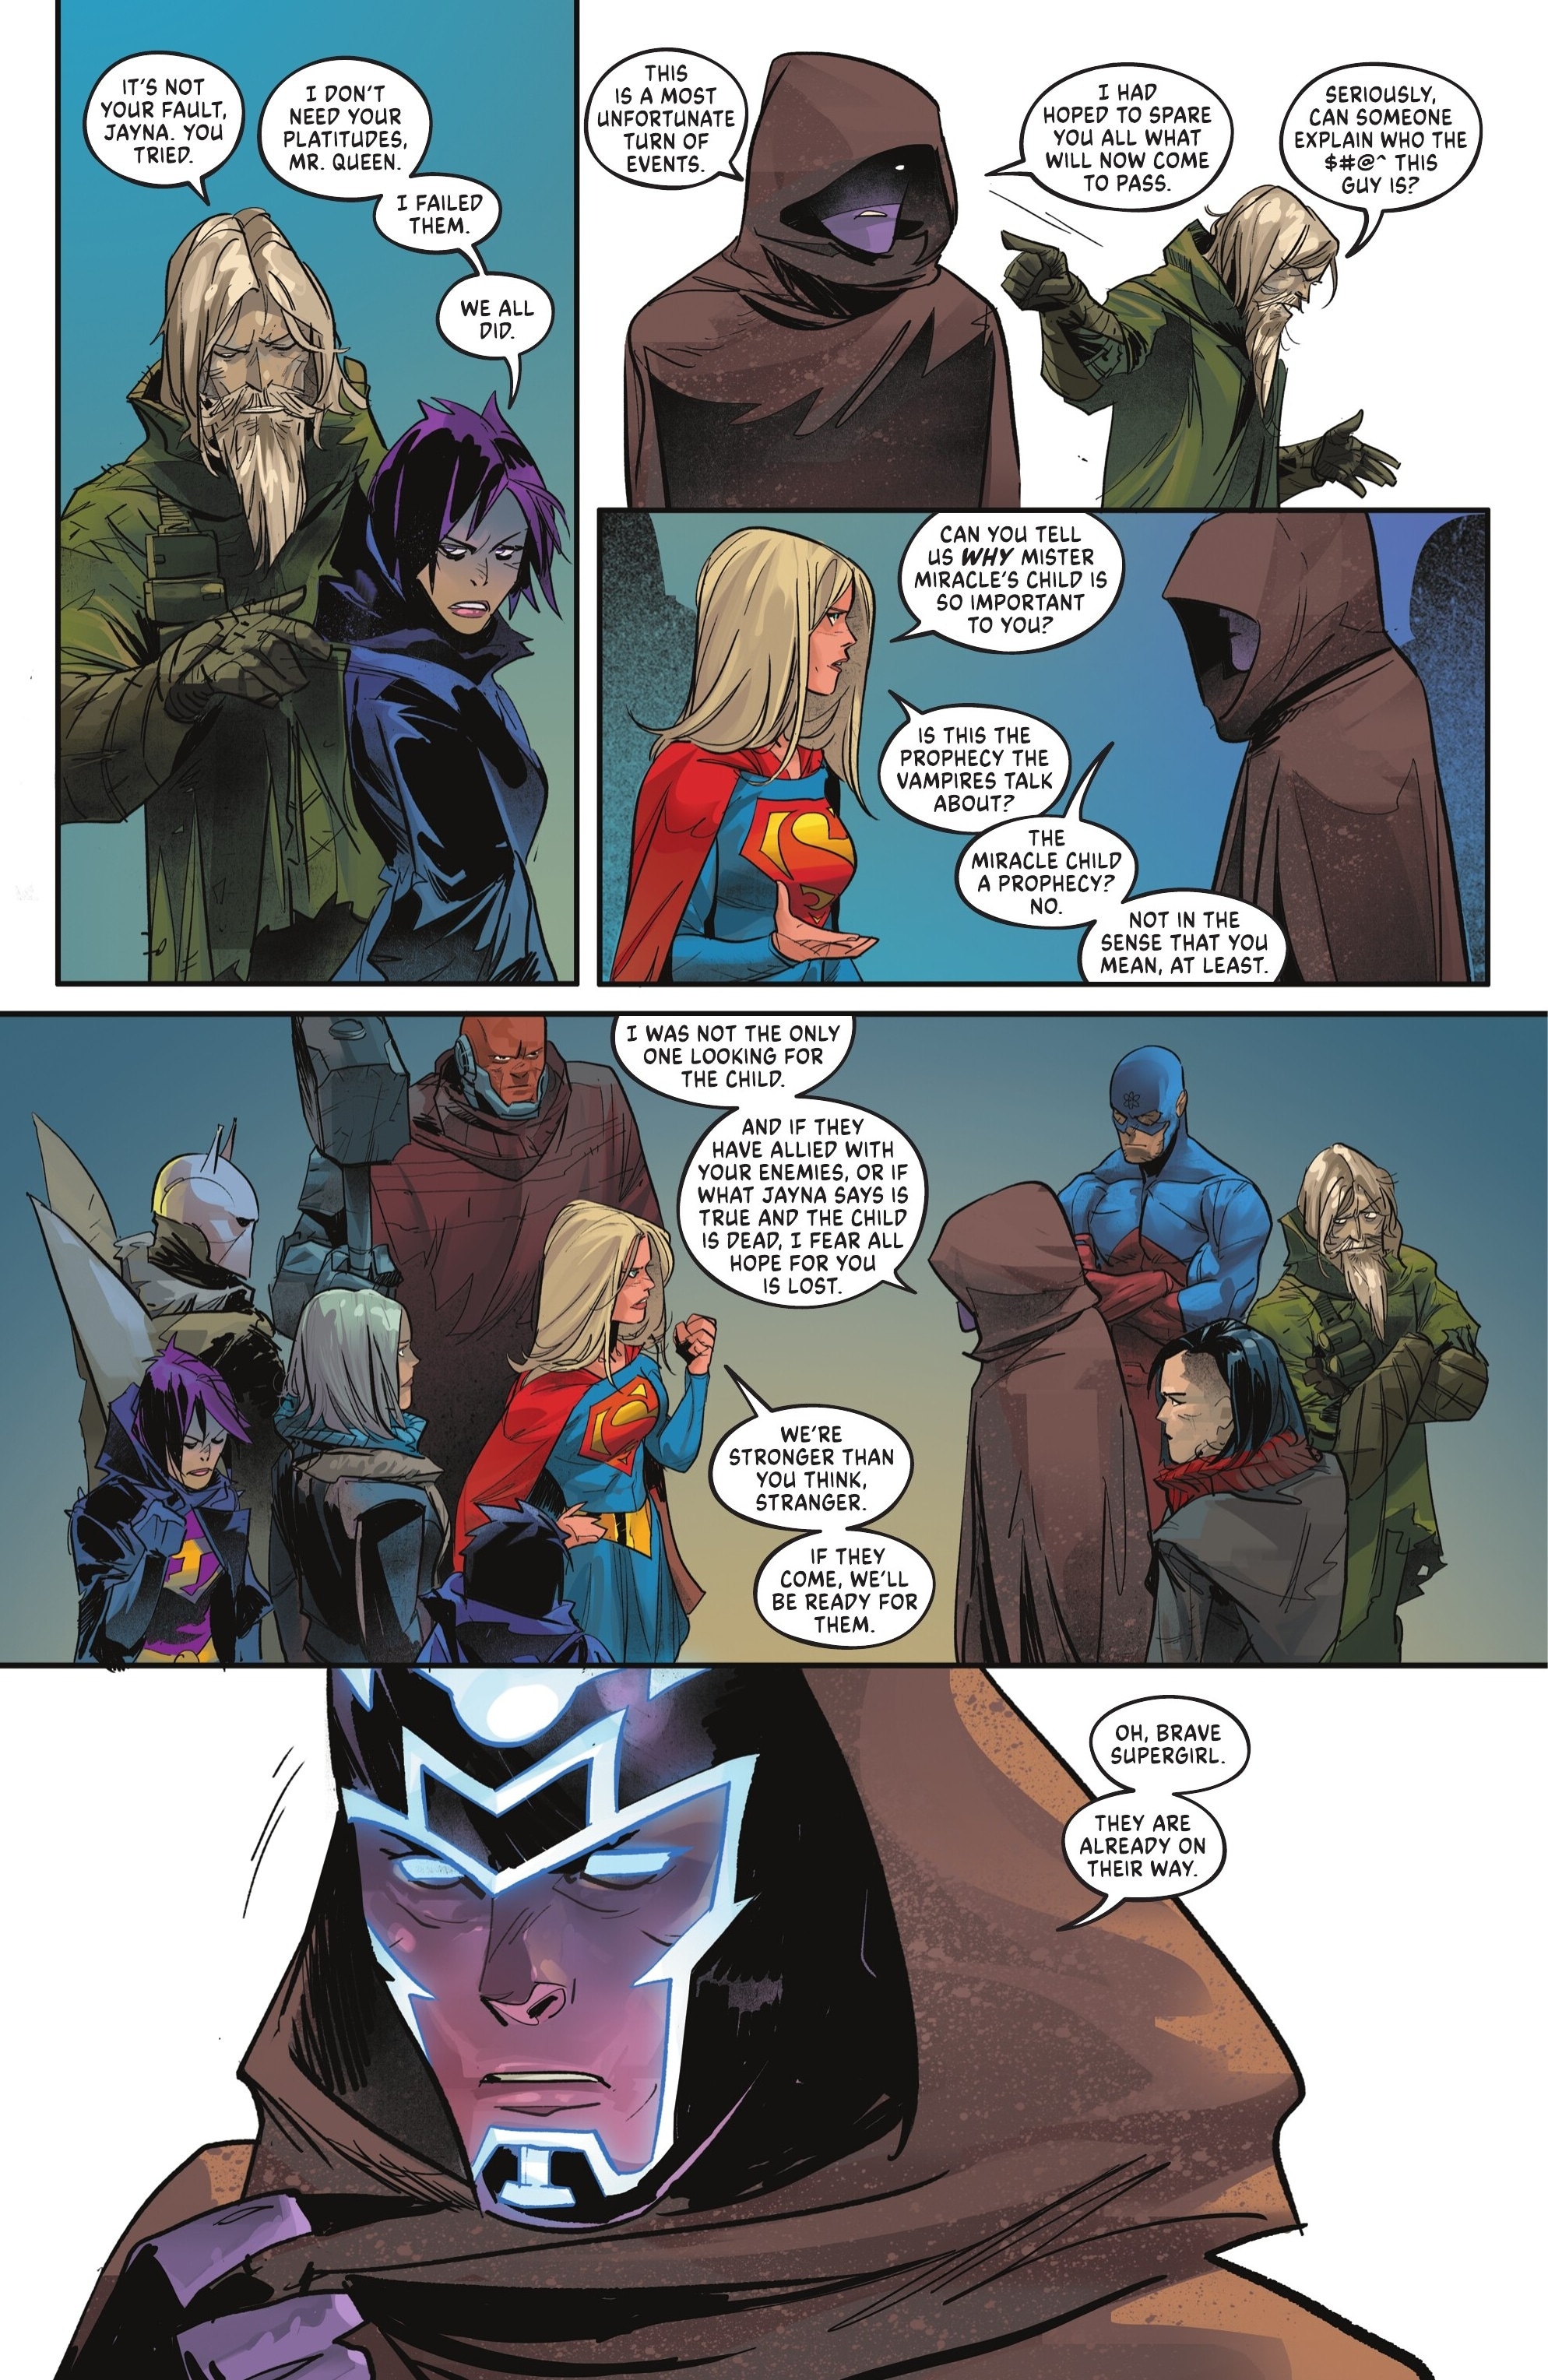 IT'S NOT
YOUR FAULT,
JAYNA. YOU
TRIED.
I DON'T
NEED YOUR
PLATITUDES,
MR. QUEEN.
I FAILED
THEM.
WE ALL
DID.
THIS
IS A MOST
UNFORTUNATE
TURN OF
EVENTS.
I HAD
HOPED TO SPARE
YOU ALL WHAT
WILL NOW COME
TO PASS.
SERIOUSLY,
CAN SOMEONE
EXPLAIN WHO THE
$#@^ THIS
GUY IS?
CAN YOU TELL
US WHY MISTER
MIRACLE'S CHILD IS
SO IMPORTANT
TO YOU?
IS THIS THE
PROPHECY THE
VAMPIRES TALK
ABOUT?
THE
MIRACLE CHILD
A PROPHECY?
NO.
NOT IN THE
SENSE THAT YOU
MEAN, AT LEAST.
I WAS NOT THE ONLY
ONE LOOKING FOR
THE CHILD.
AND IF THEY
HAVE ALLIED WITH
YOUR ENEMIES, OR IF
WHAT JAYNA SAYS IS
TRUE AND THE CHILD
IS DEAD, I FEAR ALL
HOPE FOR YOU
IS LOST.
WE'RE
STRONGER THAN
YOU THINK,
STRANGER.
IF THEY
COME, WE'LL
BE READY FOR
THEM.
OH, BRAVE
SUPERGIRL.
THEY ARE
ALREADY ON
THEIR WAY.